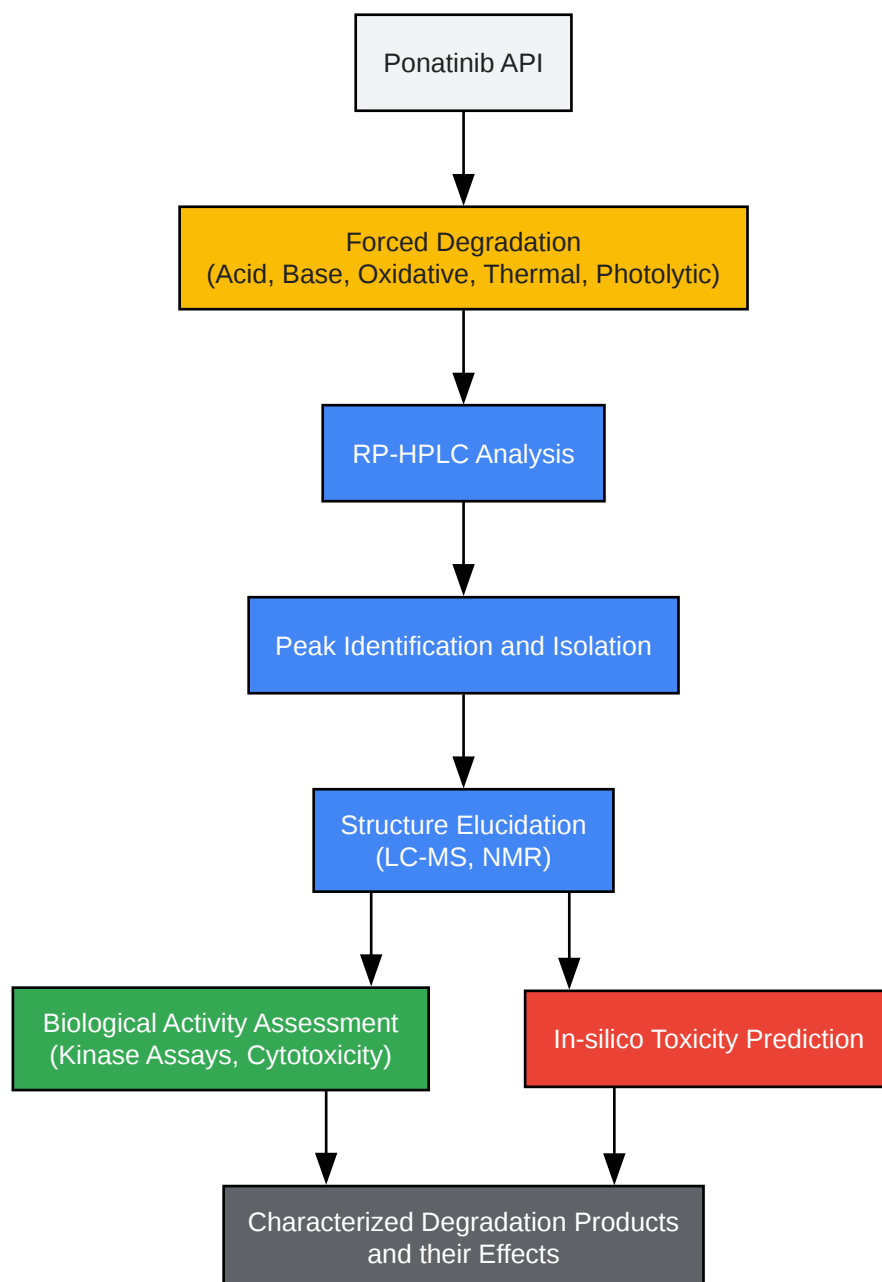 Ponatinib API
Forced Degradation
(Acid, Base, Oxidative, Thermal, Photolytic)
RP-HPLC Analysis
Peak Identification and Isolation
Structure Elucidation
(LC-MS, NMR)
Biological Activity Assessment
(Kinase Assays, Cytotoxicity)
In-silico Toxicity Prediction
Characterized Degradation Products
and their Effects